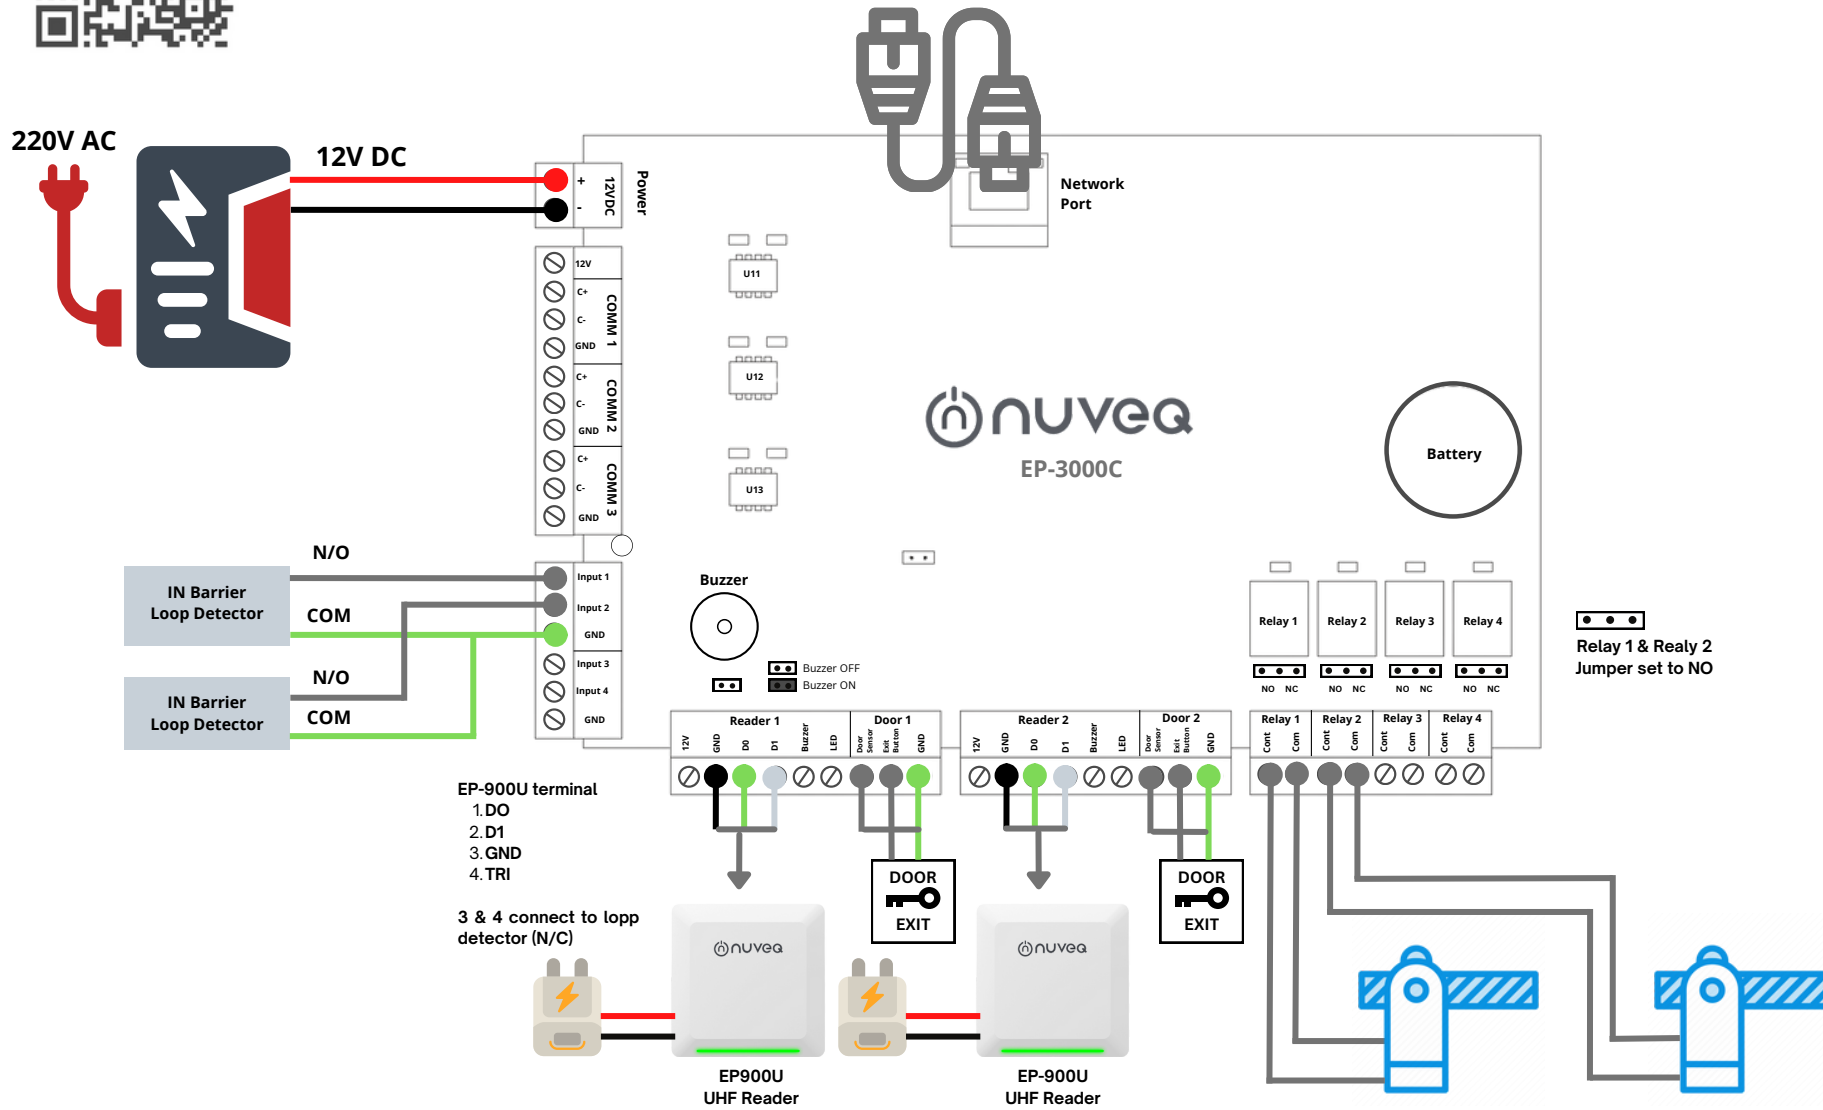 220V AC
12V DC
+
-
12VDC
Power
Network
Port
12V
C+
C-
GND
COMM 1
C+
C-
GND
COMM 2
C+
C-
GND
COMM 3
U11
U12
U13
nuveq
EP-3000C
Battery
N/O
IN Barrier
Loop Detector
COM
N/O
IN Barrier
Loop Detector
COM
Input 1
Input 2
GND
Input 3
Input 4
GND
Buzzer
Buzzer OFF
Buzzer ON
Relay 1
Relay 2
Relay 3
Relay 4
NO NC
NO NC
NO NC
NO NC
Relay 1 & Realy 2
Jumper set to NO
Reader 1
12V
GND
D0
D1
Buzzer
LED
Door 1
Door
Sensor
Exit
Button
GND
Reader 2
12V
GND
D0
D1
Buzzer
LED
Door 2
Door
Sensor
Exit
Button
GND
Relay 1
Cont
Com
Relay 2
Cont
Com
Relay 3
Cont
Com
Relay 4
Cont
Com
EP-900U terminal
1. DO
2. D1
3. GND
4. TRI
3 & 4 connect to lopp
detector (N/C)
DOOR
EXIT
DOOR
EXIT
nuveq
nuveq
EP900U
UHF Reader
EP-900U
UHF Reader